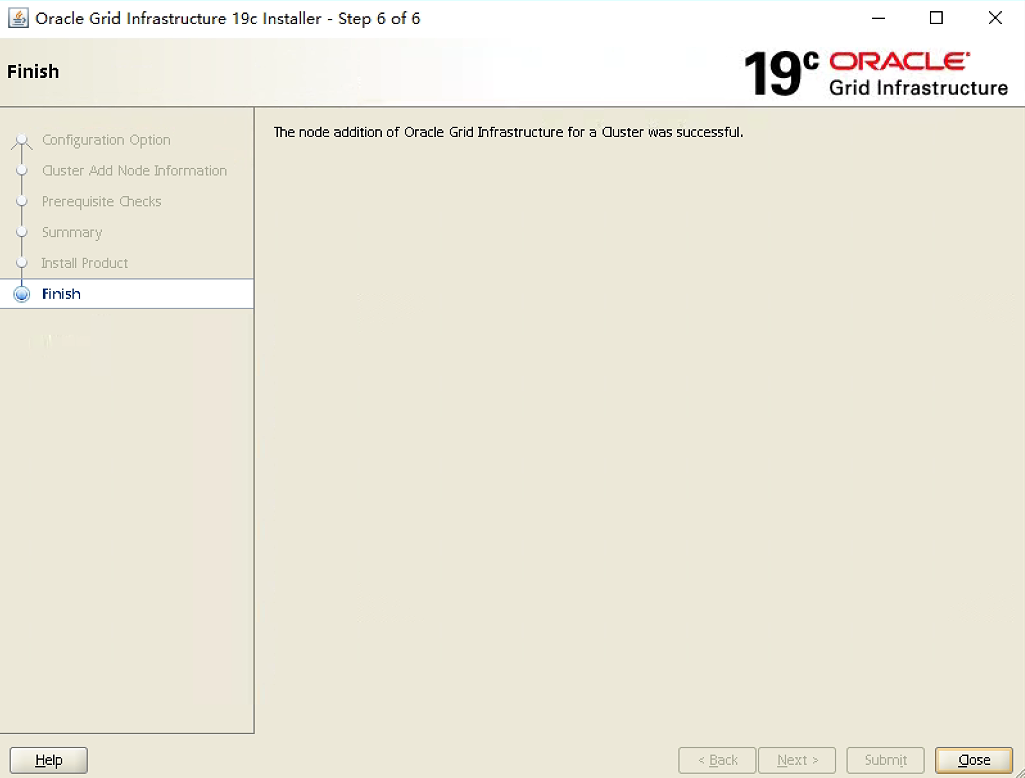 Oracle Grid Infrastructure 19c Installer - Step 6 of 6
Finish
19c ORACLE
Grid Infrastructure
Configuration Option
Cluster Add Node Information
Prerequisite Checks
Summary
Install Product
Finish
The node addition of Oracle Grid Infrastructure for a Cluster was successful.
Help
< Back
Next >
Submit
Close